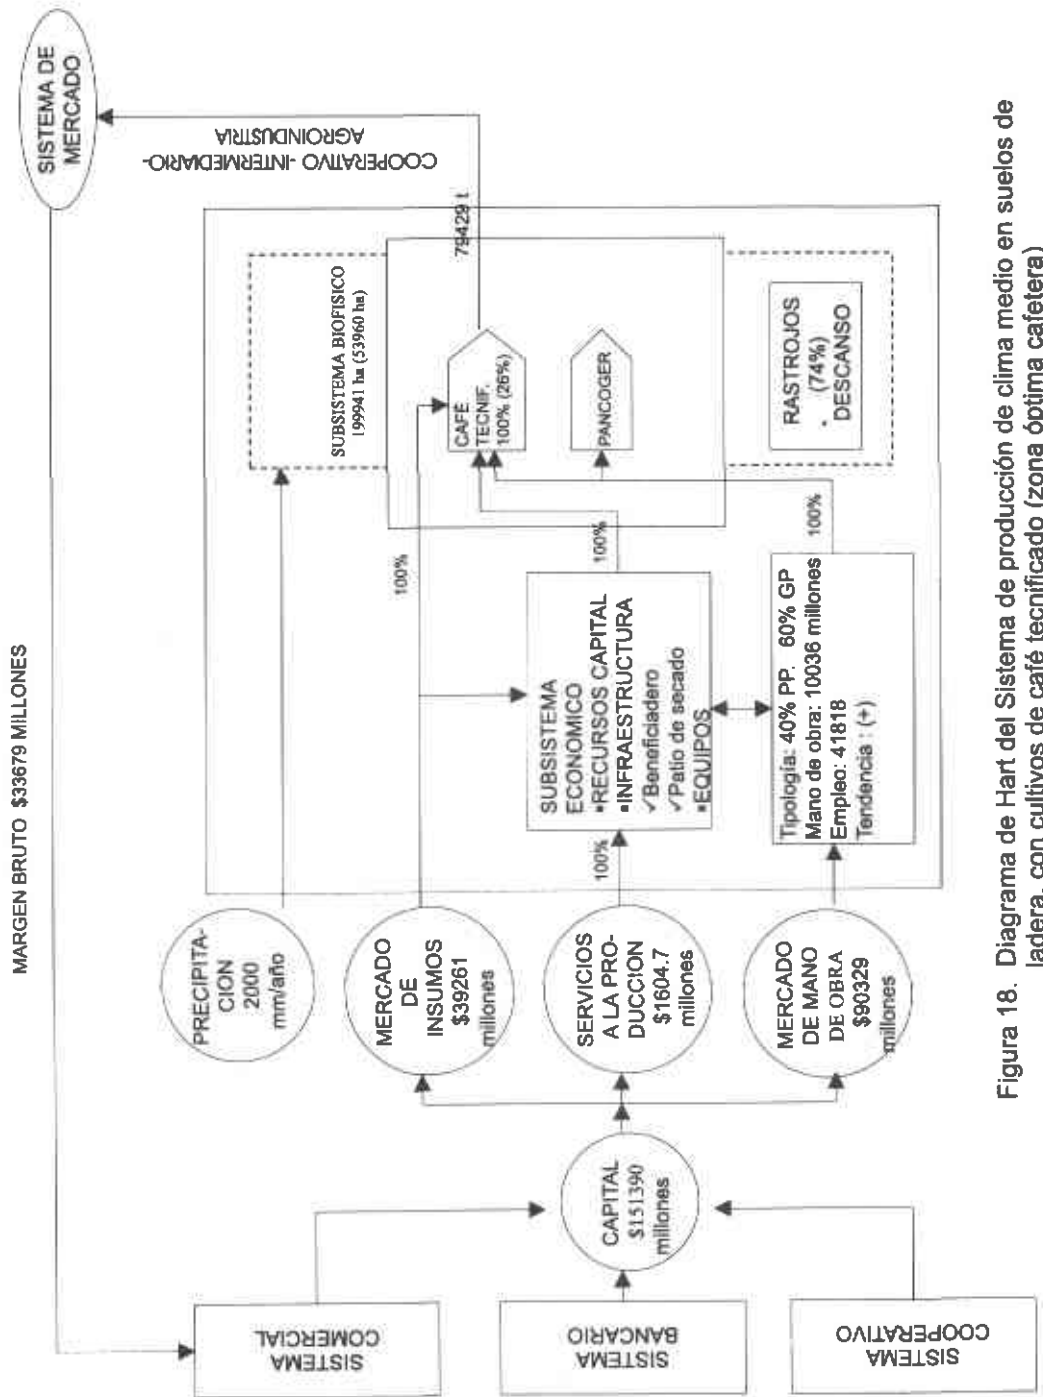 MARGEN BRUTO $33679 MILLONES
SISTEMA
COMERCIAL
SISTEMA
BANCARIO
SISTEMA
COOPERATIVO
CAPITAL
$151390
millones
PRECIPITA-
CION
2000
mm/año
MERCADO
DE
INSUMOS
$39261
millones
SERVICIOS
A LA PRO-
DUCCION
$1604.7
millones
MERCADO
DE MANO
DE OBRA
$90329
millones
100%
100%
SUBSISTEMA
ECONOMICO
▪RECURSOS CAPITAL
▪INFRAESTRUCTURA
✓Beneficiadero
✓Patio de secado
▪EQUIPOS
100%
Tipología: 40% PP. 60% GP
Mano de obra: 10036 millones
Empleo: 41818
Tendencia : (+)
100%
SUBSISTEMA BIOFISICO
199941 ha (53960 ha)
CAFÉ
TECNIF.
100% (26%)
PANCOGER
RASTROJOS
▪ (74%)
DESCANSO
79429 t
COOPERATIVO -INTERMEDIARIO-
AGROINDUSTRIA
SISTEMA DE
MERCADO
Figura 18. Diagrama de Hart del Sistema de producción de clima medio en suelos de
ladera, con cultivos de café tecnificado (zona óptima cafetera)